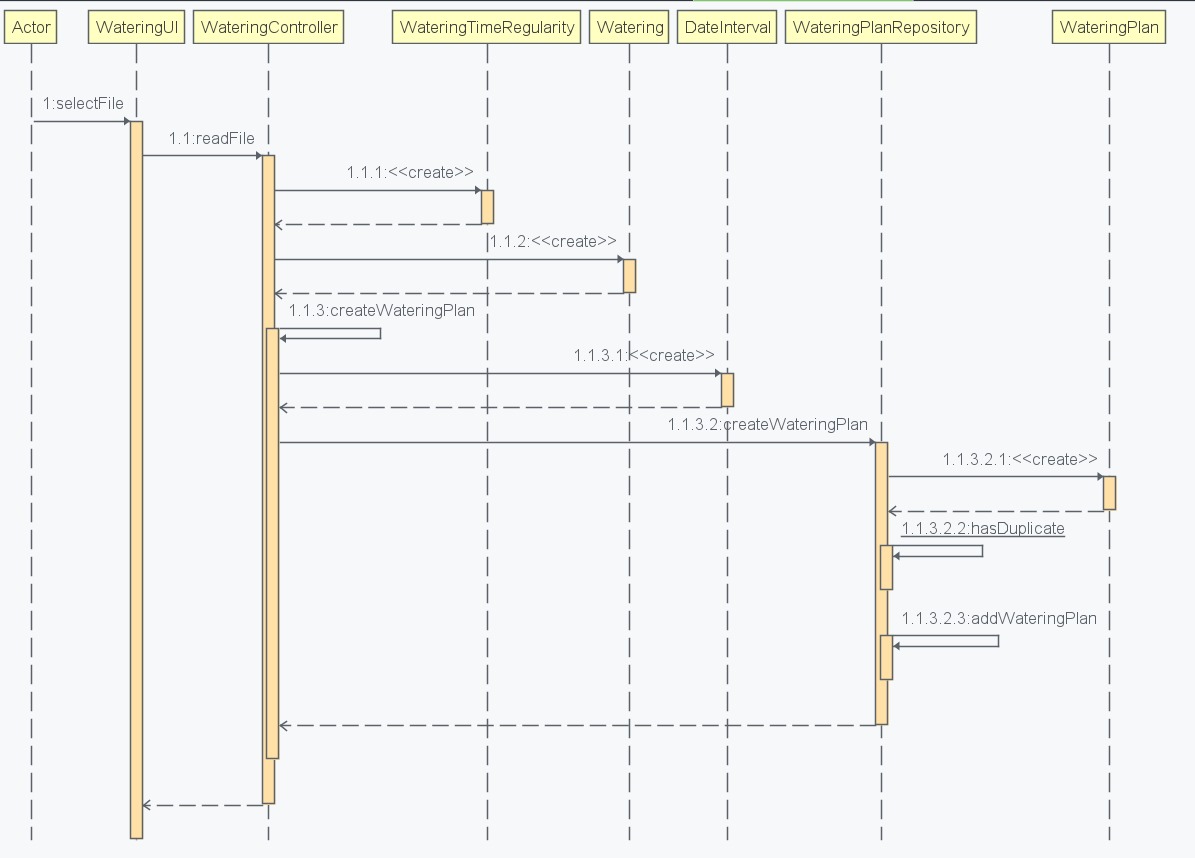 Actor
WateringUI
WateringController
WateringTimeRegularity
Watering
DateInterval
WateringPlanRepository
WateringPlan
1:selectFile
1.1:readFile
1.1.1:<<create>>
1.1.2:<<create>>
1.1.3:createWateringPlan
1.1.3.1:<<create>>
1.1.3.2:createWateringPlan
1.1.3.2.1:<<create>>
1.1.3.2.2:hasDuplicate
1.1.3.2.3:addWateringPlan